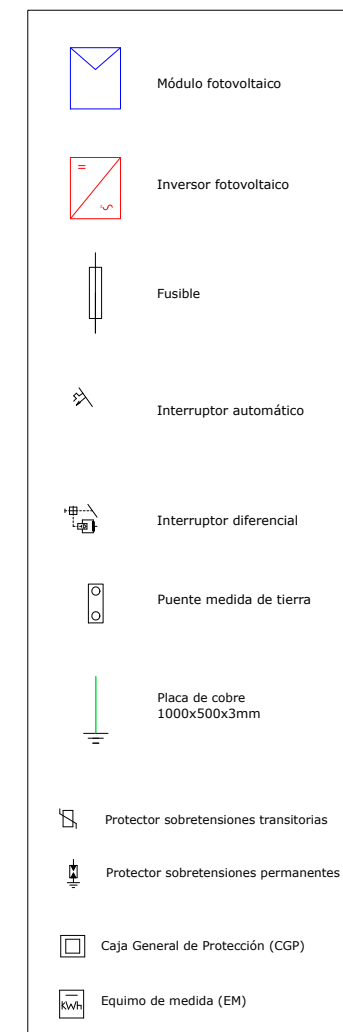 Módulo fotovoltaico
Inversor fotovoltaico
Fusible
Interruptor automático
Interruptor diferencial
Puente medida de tierra
Placa de cobre
1000x500x3mm
Protector sobretensiones transitorias
Protector sobretensiones permanentes
Caja General de Protección (CGP)
KWh
Equimo de medida (EM)